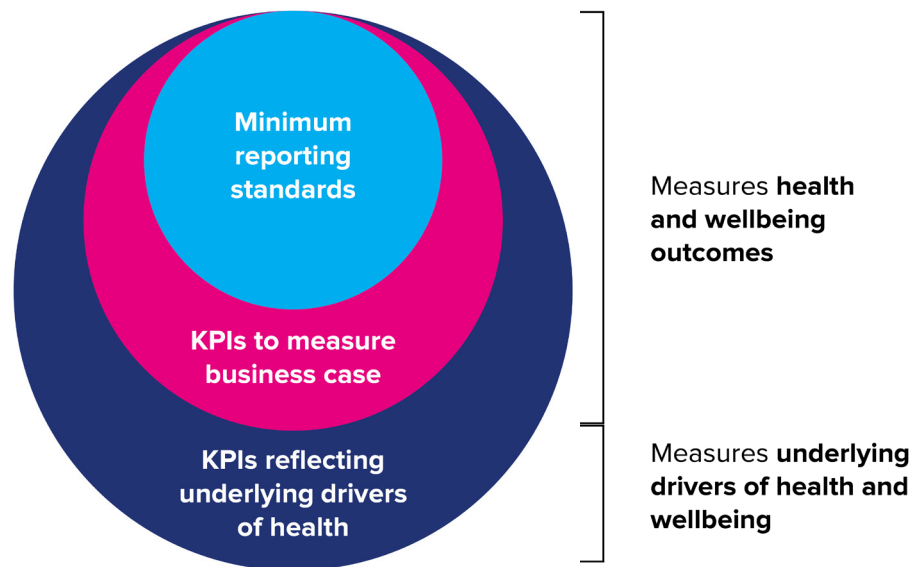 Minimum
reporting
standards
KPIs to measure
business case
KPIs reflecting
underlying drivers
of health
Measures health
and wellbeing
outcomes
Measures underlying
drivers of health and
wellbeing